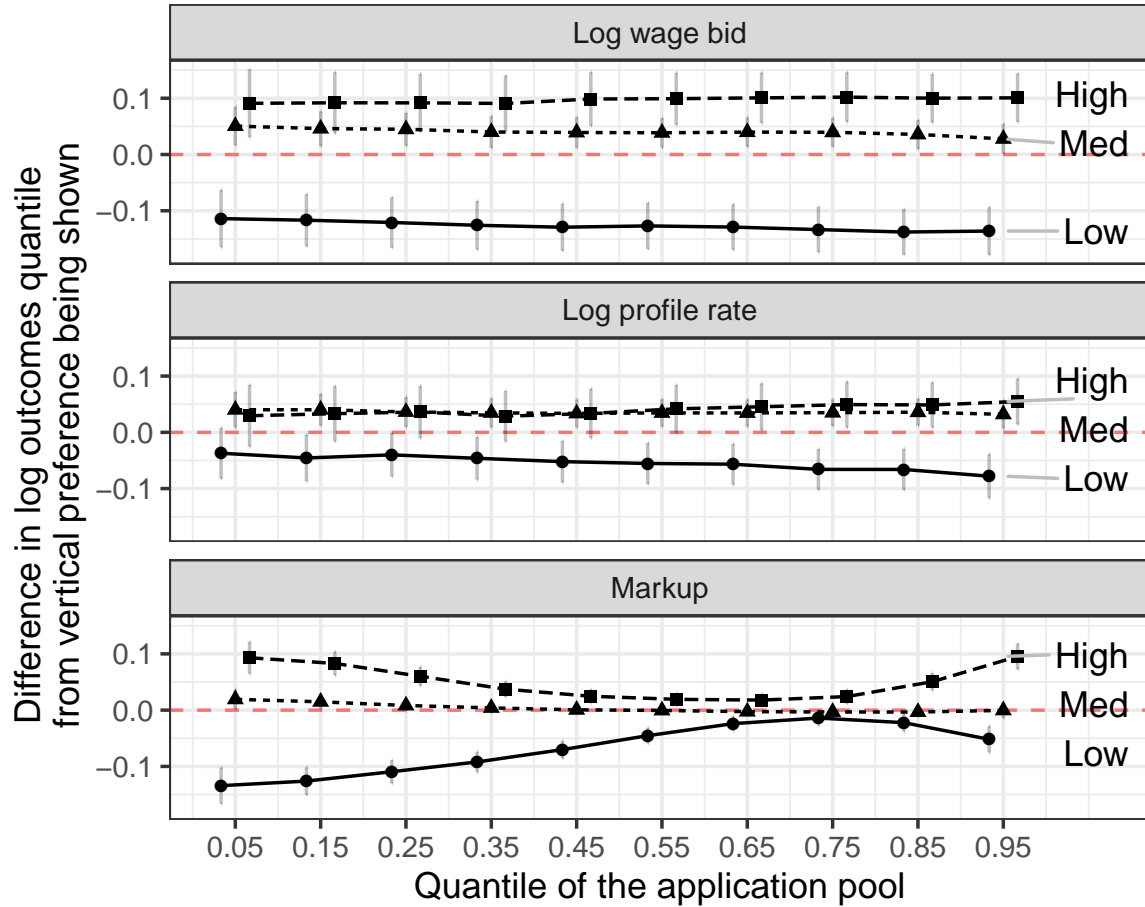 Log wage bid
0.1
0.0
−0.1
High
Med
Low
Log profile rate
0.1
0.0
−0.1
High
Med
Low
Markup
0.1
0.0
−0.1
High
Med
Low
0.05 0.15 0.25 0.35 0.45 0.55 0.65 0.75 0.85 0.95
Quantile of the application pool
Difference in log outcomes quantile
from vertical preference being shown